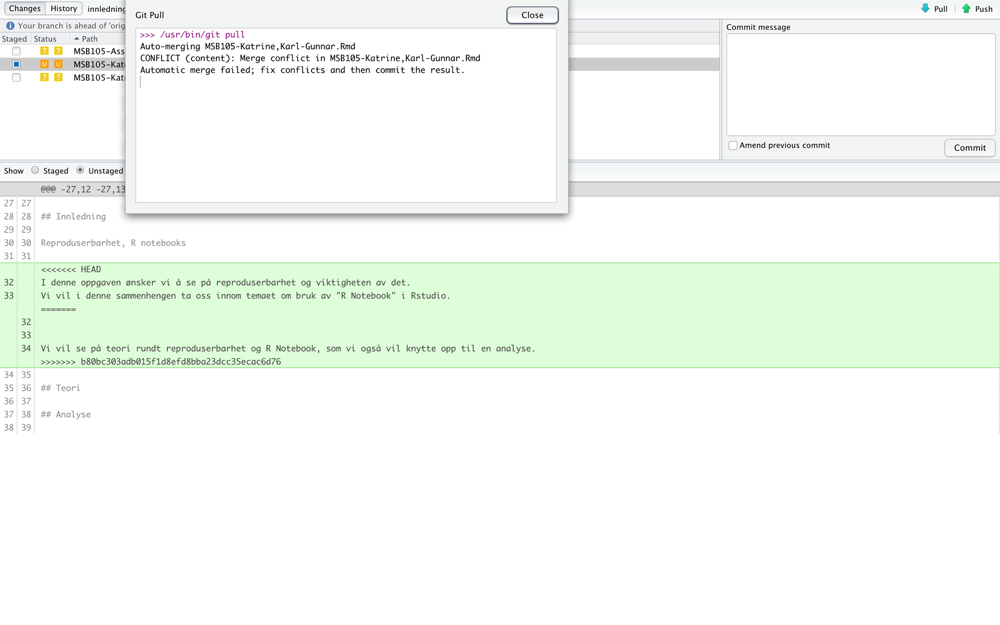 Changes History innledning Pull Push
Git Pull Close
Your branch is ahead of 'orig
Commit message
Staged Status Path
>>> /usr/bin/git pull
Auto-merging MSB105-Katrine,Karl-Gunnar.Rmd
CONFLICT (content): Merge conflict in MSB105-Katrine,Karl-Gunnar.Rmd
Automatic merge failed; fix conflicts and then commit the result.
? ? MSB105-Ass
U U MSB105-Kat
? ? MSB105-Kat
Amend previous commit
Commit
Show Staged Unstaged
@@@ -27,12 -27,13
27 27
28 28 ## Innledning
29 29
30 30 Reproduserbarhet, R notebooks
31 31
<<<<<<< HEAD
32 I denne oppgaven ønsker vi å se på reproduserbarhet og viktigheten av det.
33 Vi vil i denne sammenhengen ta oss innom temaet om bruk av "R Notebook" i Rstudio.
=======
32
33
34 Vi vil se på teori rundt reproduserbarhet og R Notebook, som vi også vil knytte opp til en analyse.
>>>>>>> b80bc303adb015f1d8efd8bba23dcc35ecac6d76
34 35
35 36 ## Teori
36 37
37 38 ## Analyse
38 39